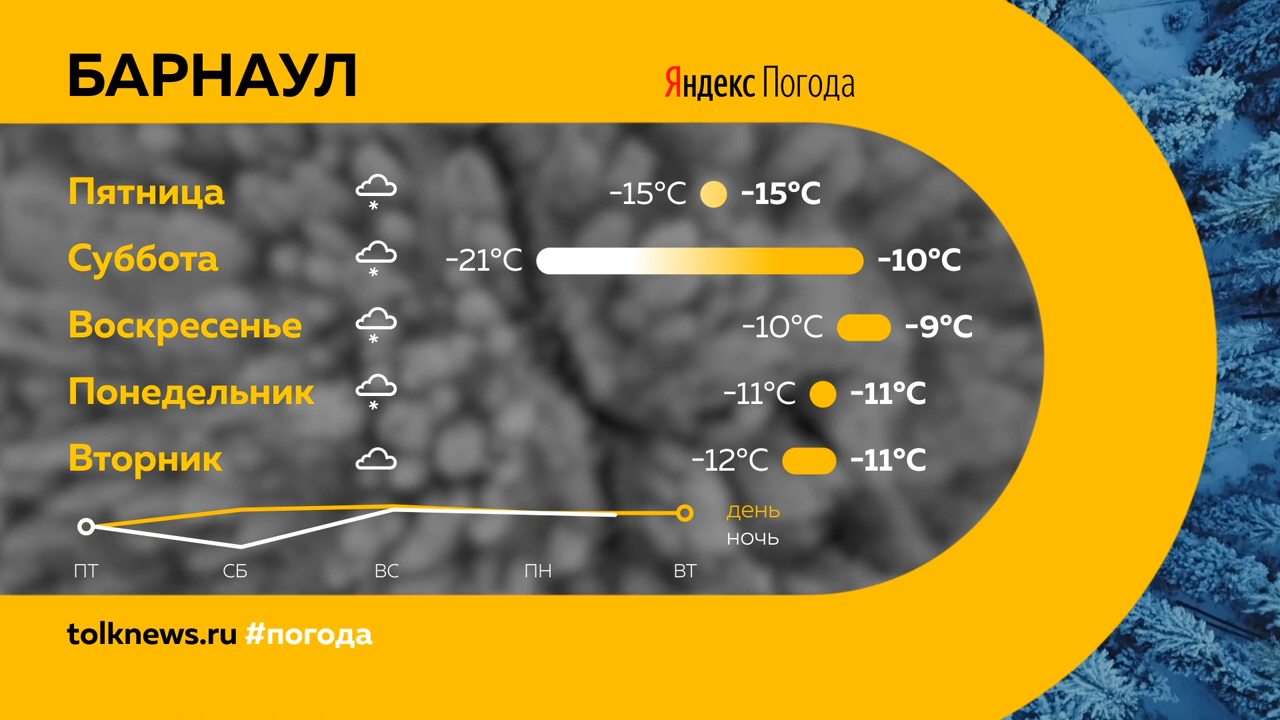 БАРНАУЛ
Яндекс Погода
Пятница -15°C -15°C
Суббота -21°C -10°C
Воскресенье -10°C -9°C
Понедельник -11°C -11°C
Вторник -12°C -11°C
день
ночь
ПТ СБ ВС ПН ВТ
tolknews.ru #погода